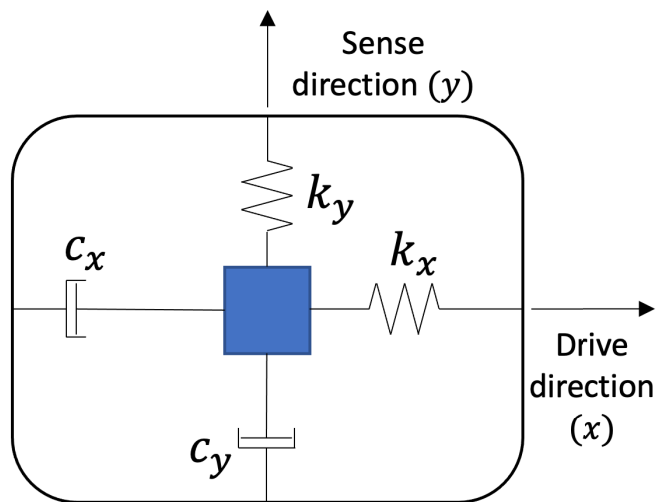 Sense
direction (y)
k_y
c_x
k_x
Drive
direction
(x)
c_y